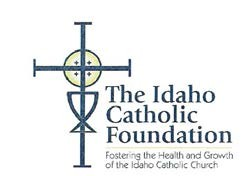 The Idaho
Catholic
Foundation
Fostering the Health and Growth
of the Idaho Catholic Church